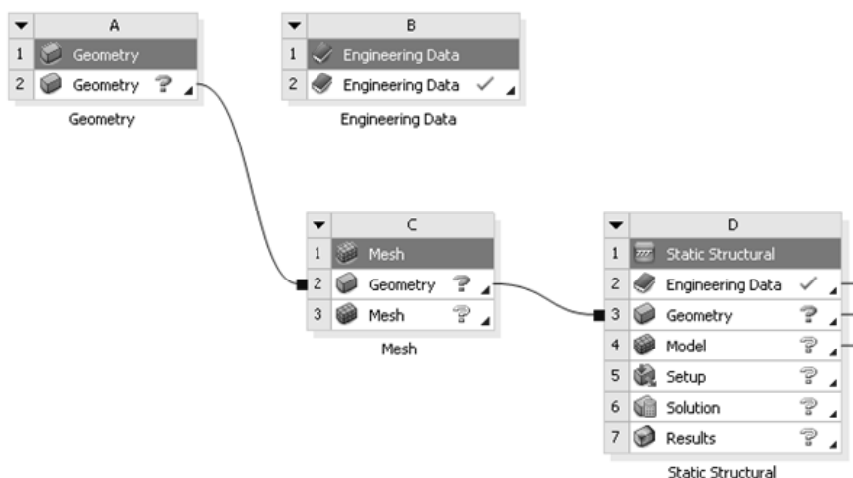 A
1 Geometry
2 Geometry ?
Geometry
B
1 Engineering Data
2 Engineering Data ✓
Engineering Data
C
1 Mesh
2 Geometry ?
3 Mesh ?
Mesh
D
1 Static Structural
2 Engineering Data ✓
3 Geometry ?
4 Model ?
5 Setup ?
6 Solution ?
7 Results ?
Static Structural